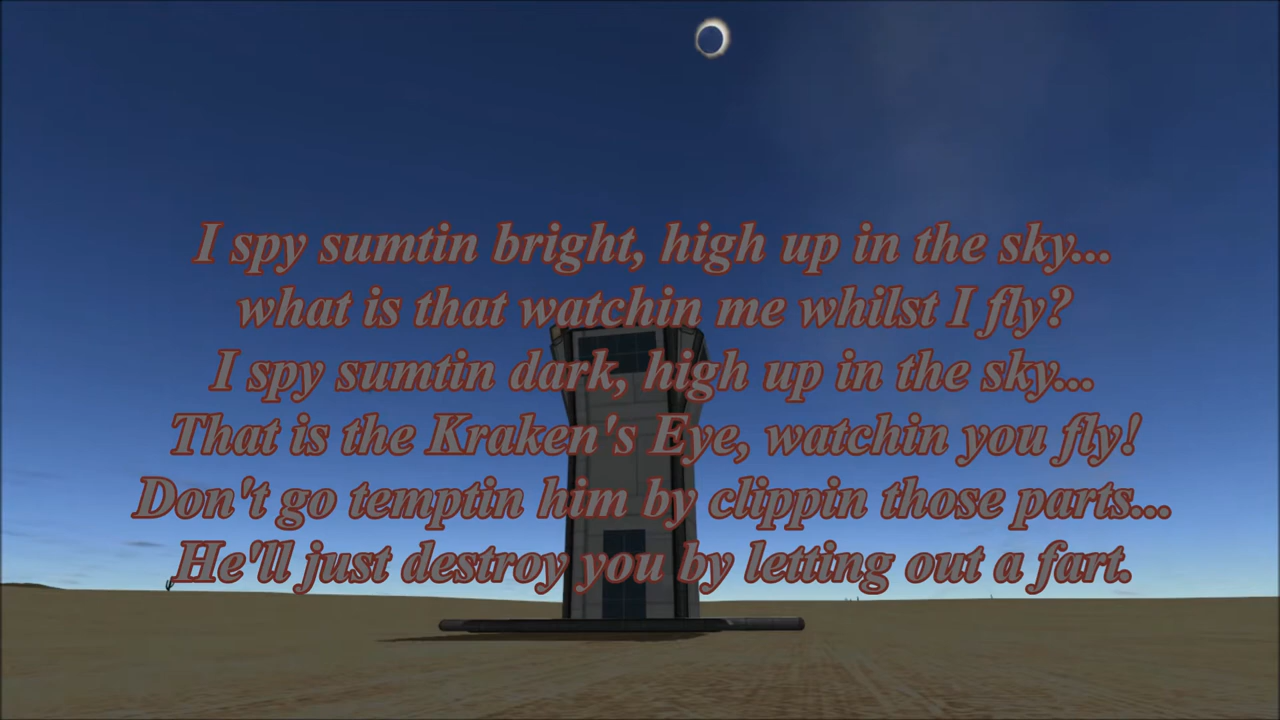 I spy sumtin bright, high up in the sky...
what is that watchin me whilst I fly?
I spy sumtin dark, high up in the sky...
That is the Kraken's Eye, watchin you fly!
Don't go temptin him by clippin those parts...
He'll just destroy you by letting out a fart.